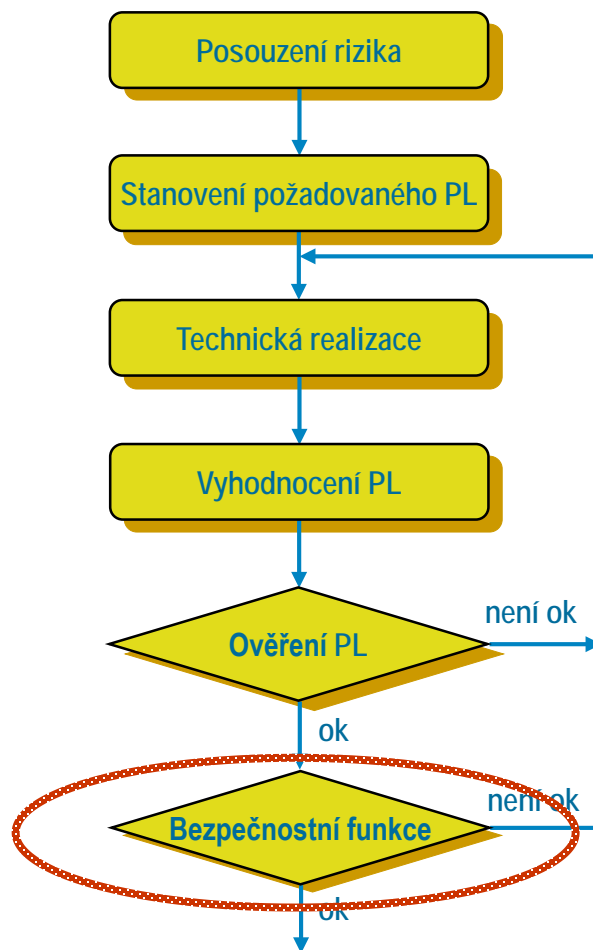 Posouzení rizika
Stanovení požadovaného PL
Technická realizace
Vyhodnocení PL
Ověření PL
není ok
ok
Bezpečnostní funkce
není ok
ok